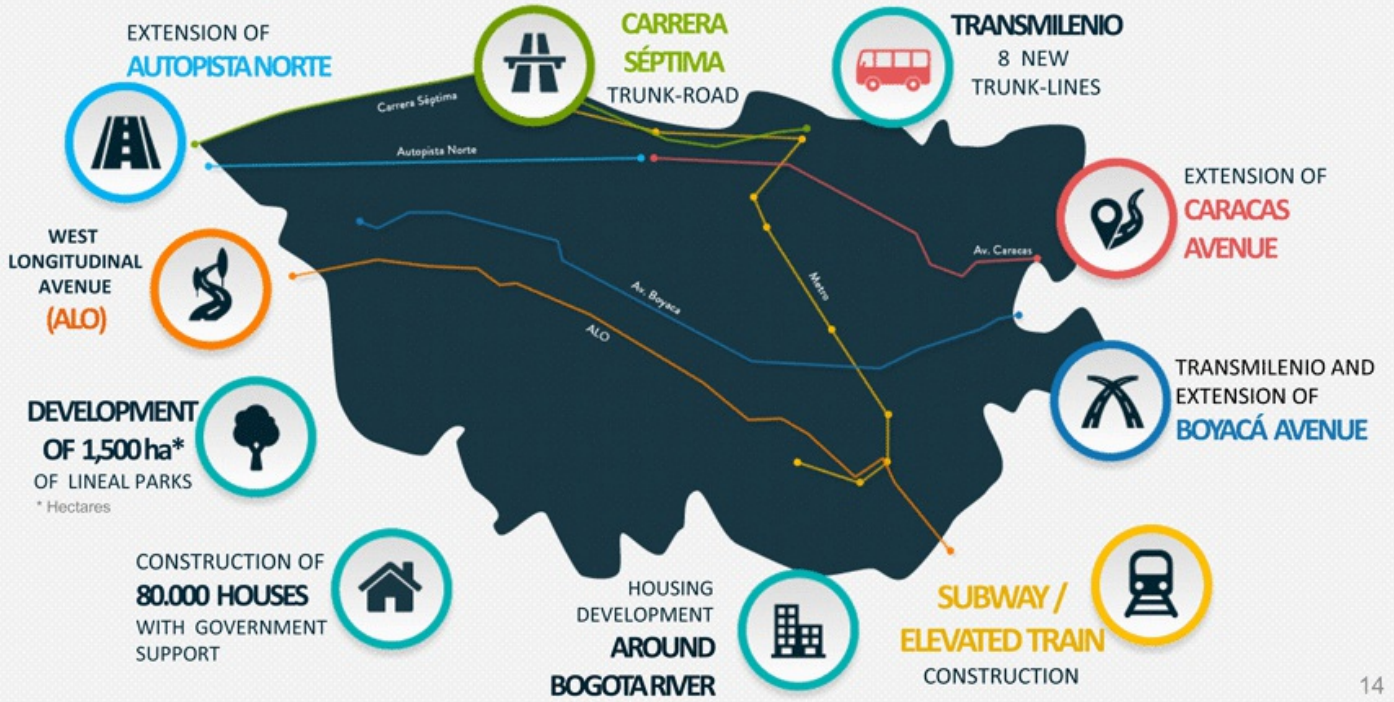 EXTENSION OF
AUTOPISTA NORTE
CARRERA
SÉPTIMA
TRUNK-ROAD
TRANSMILENIO
8 NEW
TRUNK-LINES
Carrera Séptima
Autopista Norte
EXTENSION OF
CARACAS
AVENUE
Av. Caracas
WEST
LONGITUDINAL
AVENUE
(ALO)
Metro
Av. Boyaca
ALO
TRANSMILENIO AND
EXTENSION OF
BOYACÁ AVENUE
DEVELOPMENT
OF 1,500 ha*
OF LINEAL PARKS
* Hectares
CONSTRUCTION OF
80.000 HOUSES
WITH GOVERNMENT
SUPPORT
HOUSING
DEVELOPMENT
AROUND
BOGOTA RIVER
SUBWAY /
ELEVATED TRAIN
CONSTRUCTION
14